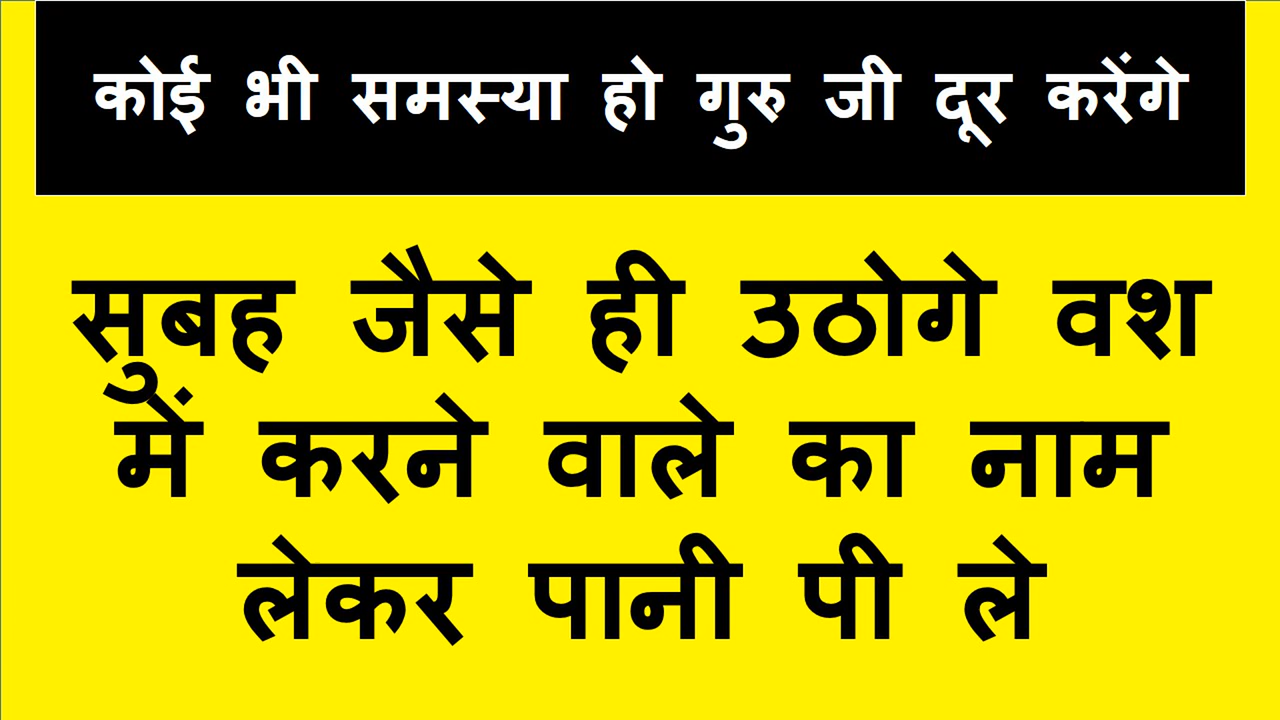 कोई भी समस्या हो गुरु जी दूर करेंगे
सुबह जैसे ही उठोगे वश
में करने वाले का नाम
लेकर पानी पी ले